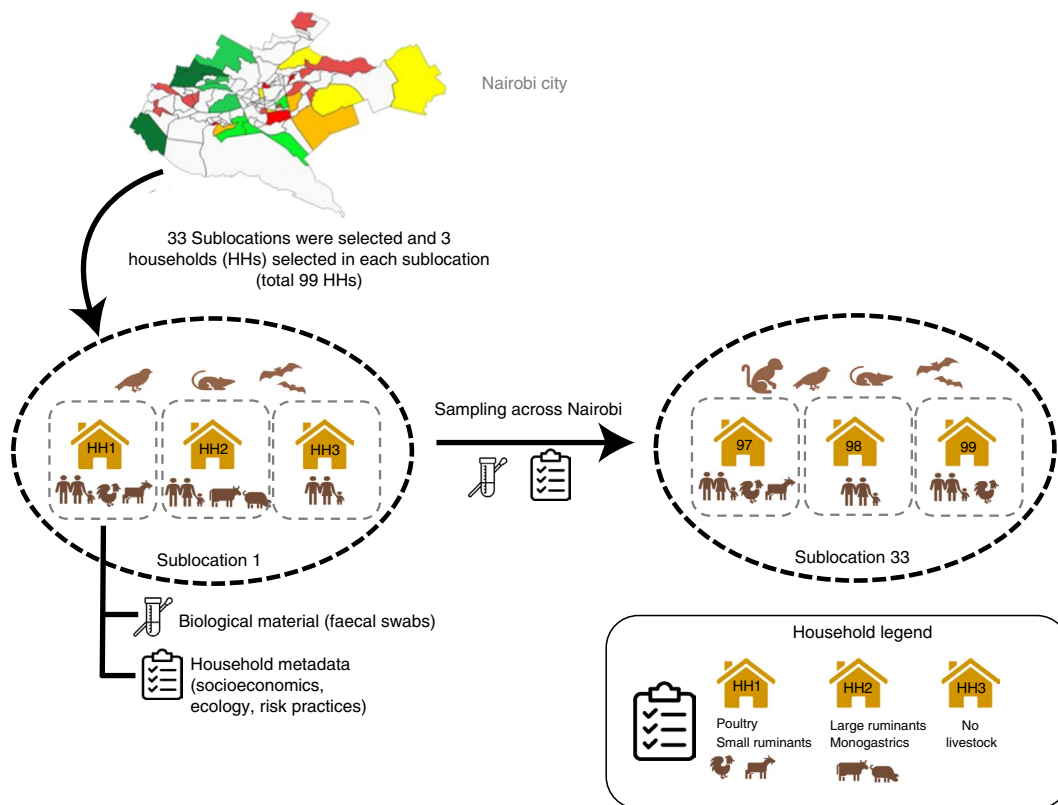 Nairobi city
33 Sublocations were selected and 3
households (HHs) selected in each sublocation
(total 99 HHs)
HH1
HH2
HH3
Sublocation 1
Sampling across Nairobi
97
98
99
Sublocation 33
Biological material (faecal swabs)
Household metadata
(socioeconomics,
ecology, risk practices)
Household legend
HH1
HH2
HH3
Poultry
Small ruminants
Large ruminants
Monogastrics
No
livestock